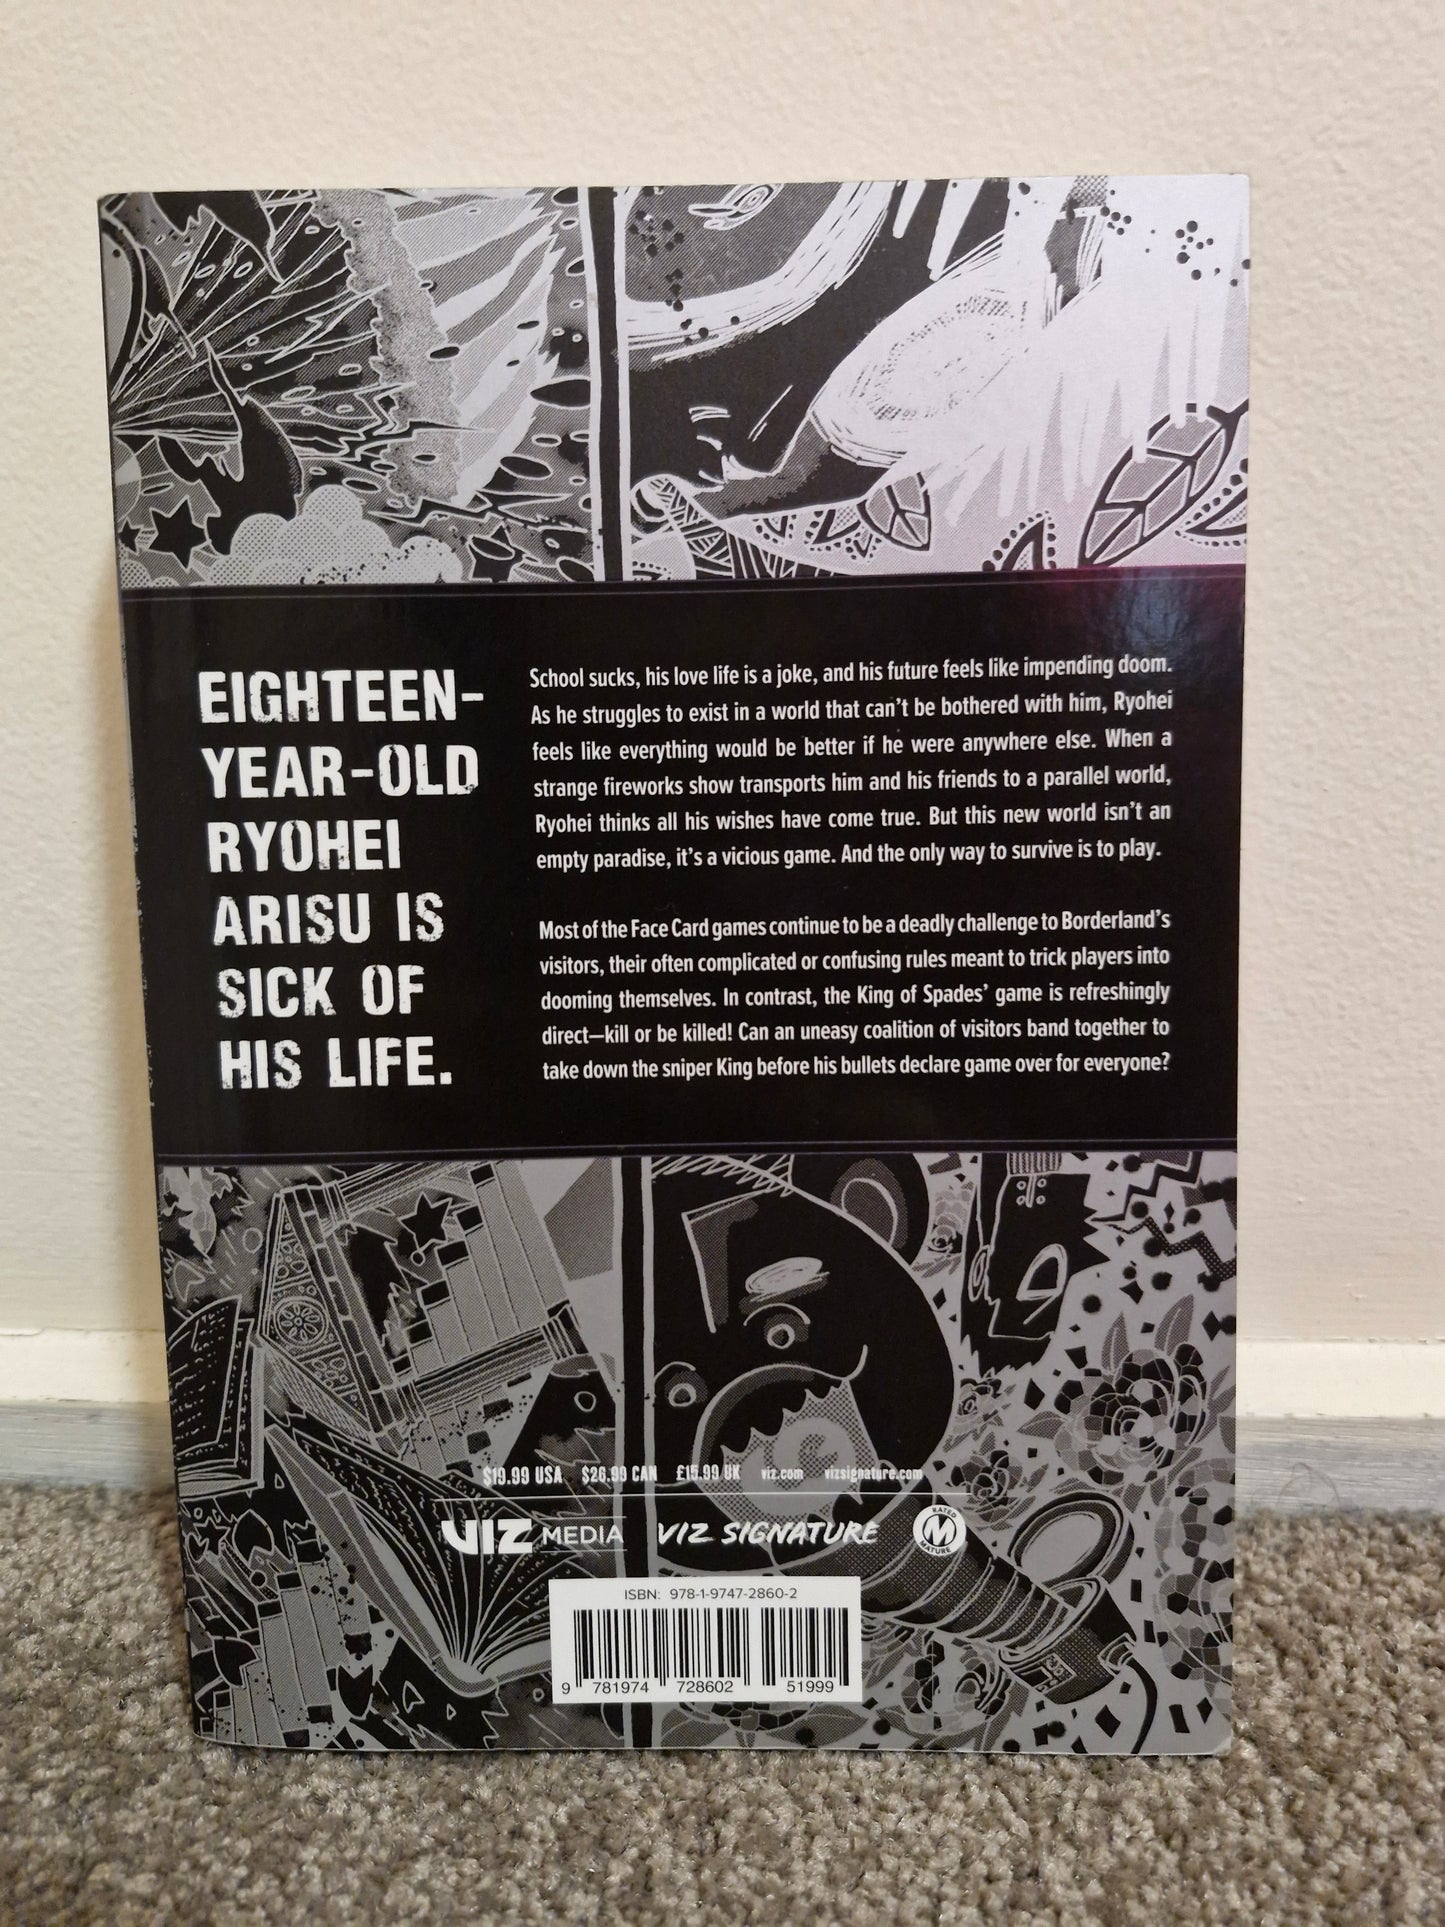 EIGHTEEN-
YEAR-OLD
RYOHEI
ARISU IS
SICK OF
HIS LIFE.
School sucks, his love life is a joke, and his future feels like impending doom.
As he struggles to exist in a world that can't be bothered with him, Ryohei
feels like everything would be better if he were anywhere else. When a
strange fireworks show transports him and his friends to a parallel world,
Ryohei thinks all his wishes have come true. But this new world isn't an
empty paradise, it's a vicious game. And the only way to survive is to play.
Most of the Face Card games continue to be a deadly challenge to Borderland's
visitors, their often complicated or confusing rules meant to trick players into
dooming themselves. In contrast, the King of Spades' game is refreshingly
direct—kill or be killed! Can an uneasy coalition of visitors band together to
take down the sniper King before his bullets declare game over for everyone?
$19.99 USA $26.99 CAN £15.99 UK viz.com vizsignature.com
VIZ MEDIA VIZ SIGNATURE RATED M MATURE
ISBN: 978-1-9747-2860-2
9 781974 728602 51999